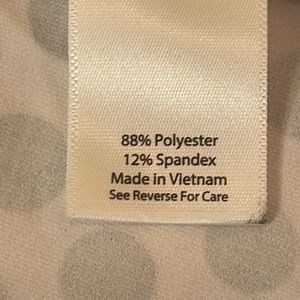 88% Polyester
12% Spandex
Made in Vietnam
See Reverse For Care